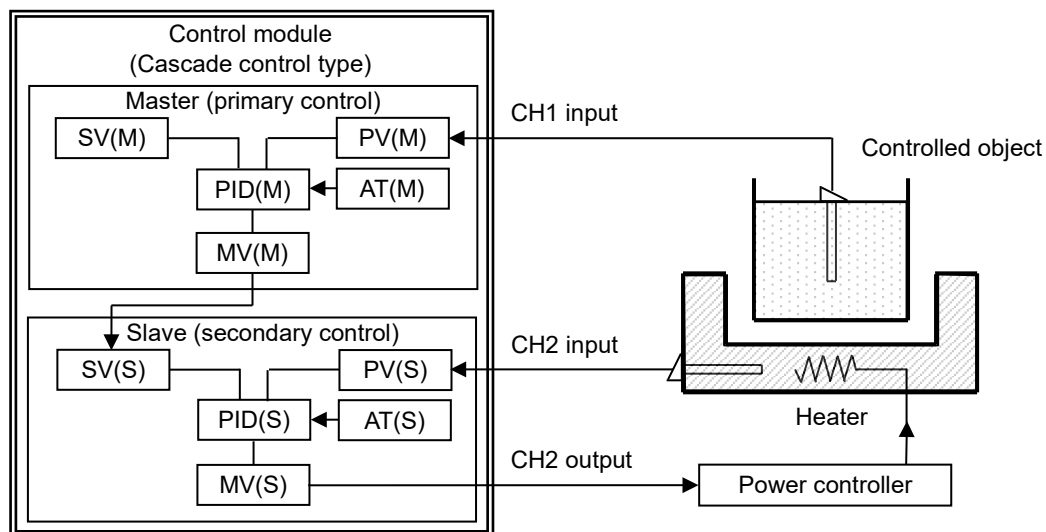 Control module
(Cascade control type)
Master (primary control)
SV(M)
PV(M)
PID(M)
AT(M)
MV(M)
CH1 input
Controlled object
Slave (secondary control)
SV(S)
PV(S)
PID(S)
AT(S)
MV(S)
CH2 input
Heater
CH2 output
Power controller